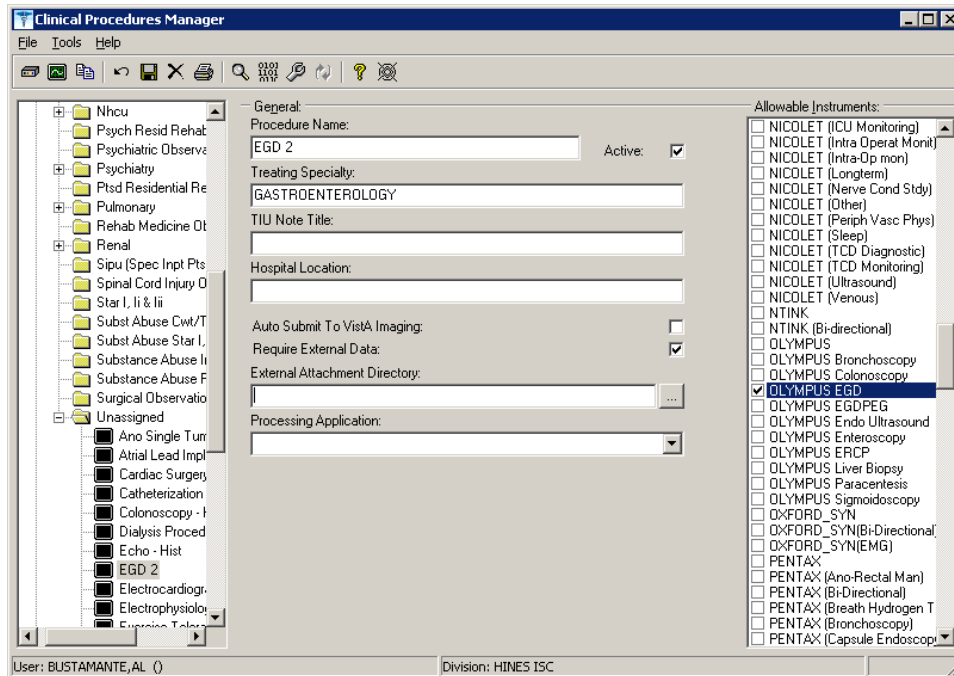 Clinical Procedures Manager
File Tools Help
Nhcu
Psych Resid Rehab
Psychiatric Observa
Psychiatry
Ptsd Residential Re
Pulmonary
Rehab Medicine Ob
Renal
Sipu (Spec Inpt Pts
Spinal Cord Injury O
Star I, Ii & Iii
Subst Abuse Cwt/T
Subst Abuse Star I,
Substance Abuse In
Substance Abuse F
Surgical Observatio
Unassigned
Ano Single Tum
Atrial Lead Impl
Cardiac Surgery
Catheterization
Colonoscopy - H
Dialysis Proced
Echo - Hist
EGD 2
Electrocardiogra
Electrophysiolog
Exercise Tolera
General:
Procedure Name:
EGD 2
Active:
Treating Specialty:
GASTROENTEROLOGY
TIU Note Title:
Hospital Location:
Auto Submit To VistA Imaging:
Require External Data:
External Attachment Directory:
...
Processing Application:
Allowable Instruments:
NICOLET (ICU Monitoring)
NICOLET (Intra Operat Monit)
NICOLET (Intra-Op mon)
NICOLET (Longterm)
NICOLET (Nerve Cond Stdy)
NICOLET (Other)
NICOLET (Periph Vasc Phys)
NICOLET (Sleep)
NICOLET (TCD Diagnostic)
NICOLET (TCD Monitoring)
NICOLET (Ultrasound)
NICOLET (Venous)
NTINK
NTINK (Bi-directional)
OLYMPUS
OLYMPUS Bronchoscopy
OLYMPUS Colonoscopy
OLYMPUS EGD
OLYMPUS EGDPEG
OLYMPUS Endo Ultrasound
OLYMPUS Enteroscopy
OLYMPUS ERCP
OLYMPUS Liver Biopsy
OLYMPUS Paracentesis
OLYMPUS Sigmoidoscopy
OXFORD_SYN
OXFORD_SYN(Bi-Directional)
OXFORD_SYN(EMG)
PENTAX
PENTAX (Ano-Rectal Man)
PENTAX (Bi-Directional)
PENTAX (Breath Hydrogen T
PENTAX (Bronchoscopy)
PENTAX (Capsule Endoscop
User: BUSTAMANTE,AL ()
Division: HINES ISC